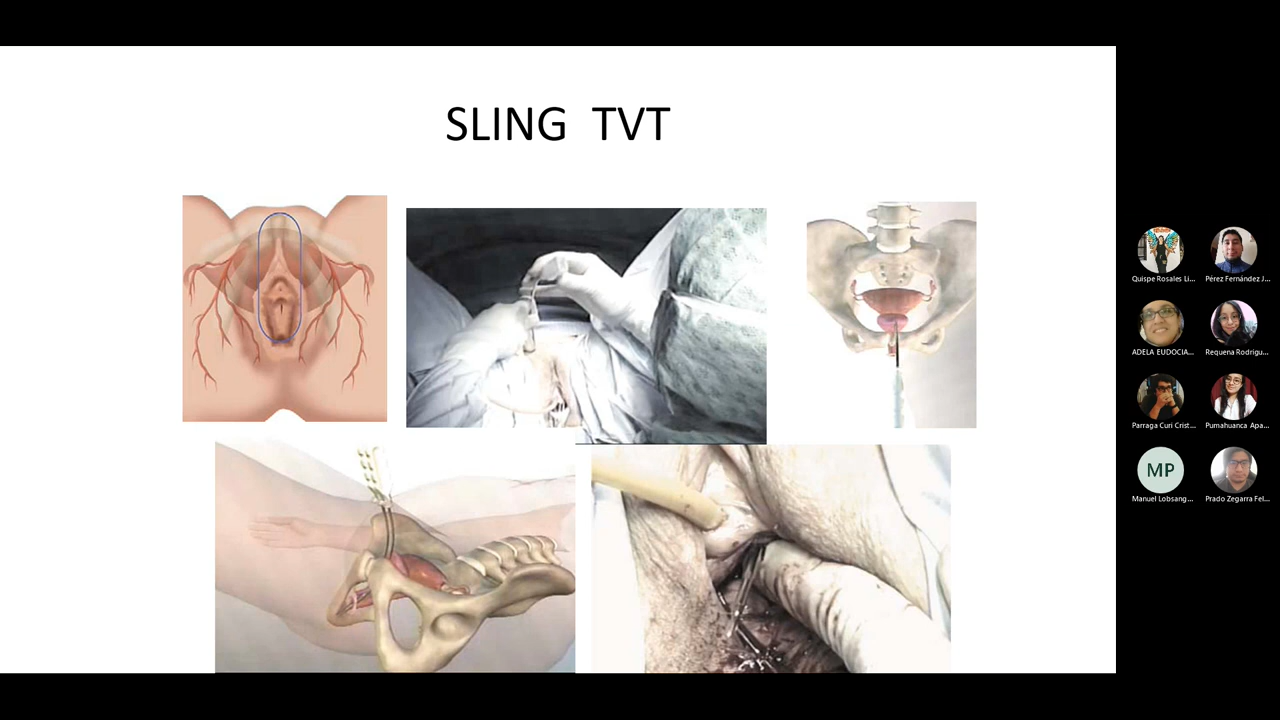 SLING TVT
Quispe Rosales Li...
Pérez Fernández J...
ADELA EUDOCIA...
Requena Rodrigu...
Parraga Curi Crist...
Pumahuanca Apa...
MP
Manuel Lobsang...
Prado Zegarra Fel...